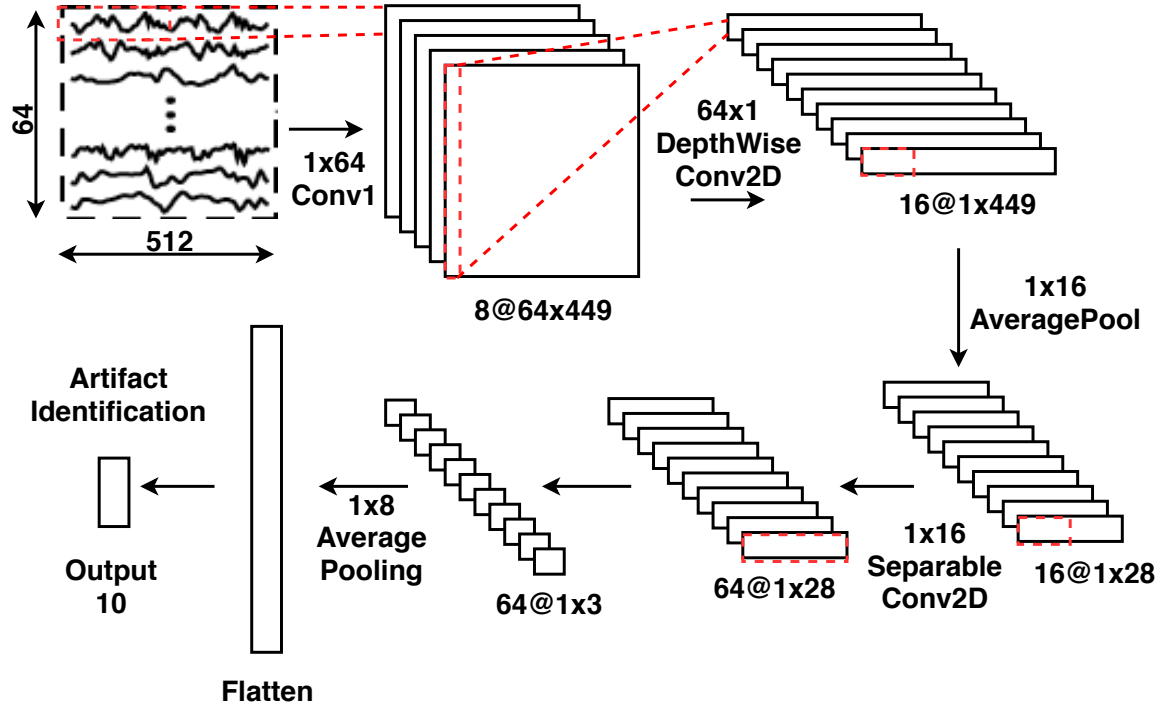 64
512
1x64
Conv1
8@64x449
64x1
DepthWise
Conv2D
16@1x449
1x16
AveragePool
16@1x28
1x16
Separable
Conv2D
64@1x28
64@1x3
1x8
Average
Pooling
Flatten
Artifact
Identification
Output
10